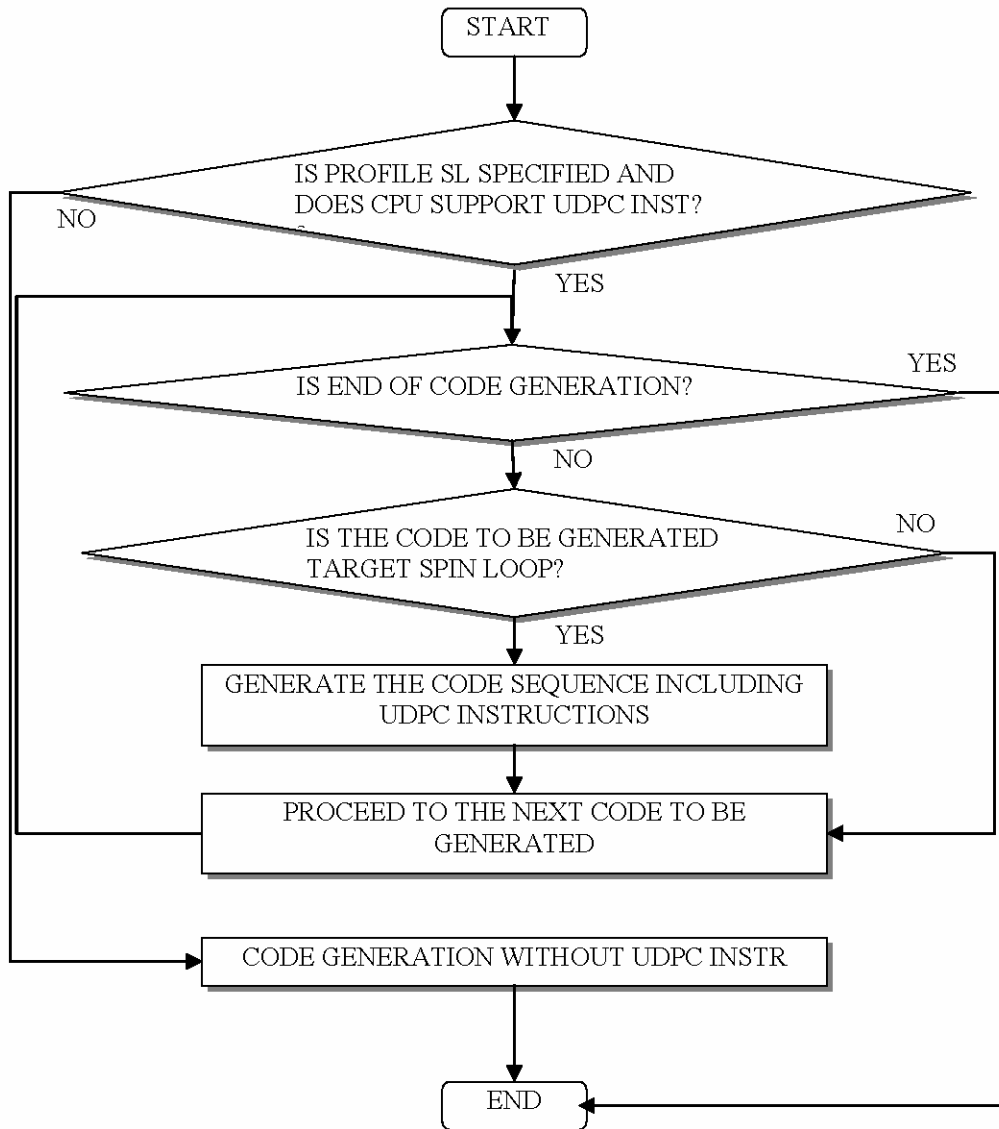 START
IS PROFILE SL SPECIFIED AND
DOES CPU SUPPORT UDPC INST?
NO
YES
IS END OF CODE GENERATION?
YES
NO
IS THE CODE TO BE GENERATED
TARGET SPIN LOOP?
NO
YES
GENERATE THE CODE SEQUENCE INCLUDING
UDPC INSTRUCTIONS
PROCEED TO THE NEXT CODE TO BE
GENERATED
CODE GENERATION WITHOUT UDPC INSTR
END